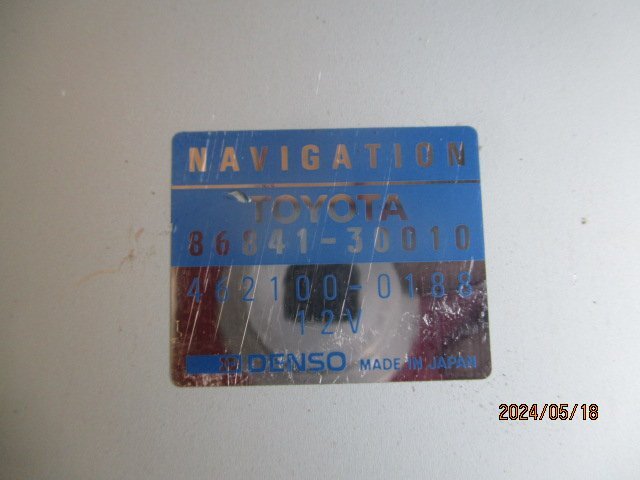 NAVIGATION
TOYOTA
86841-30010
462100-0188
12V
DENSO MADE IN JAPAN
2024/05/18